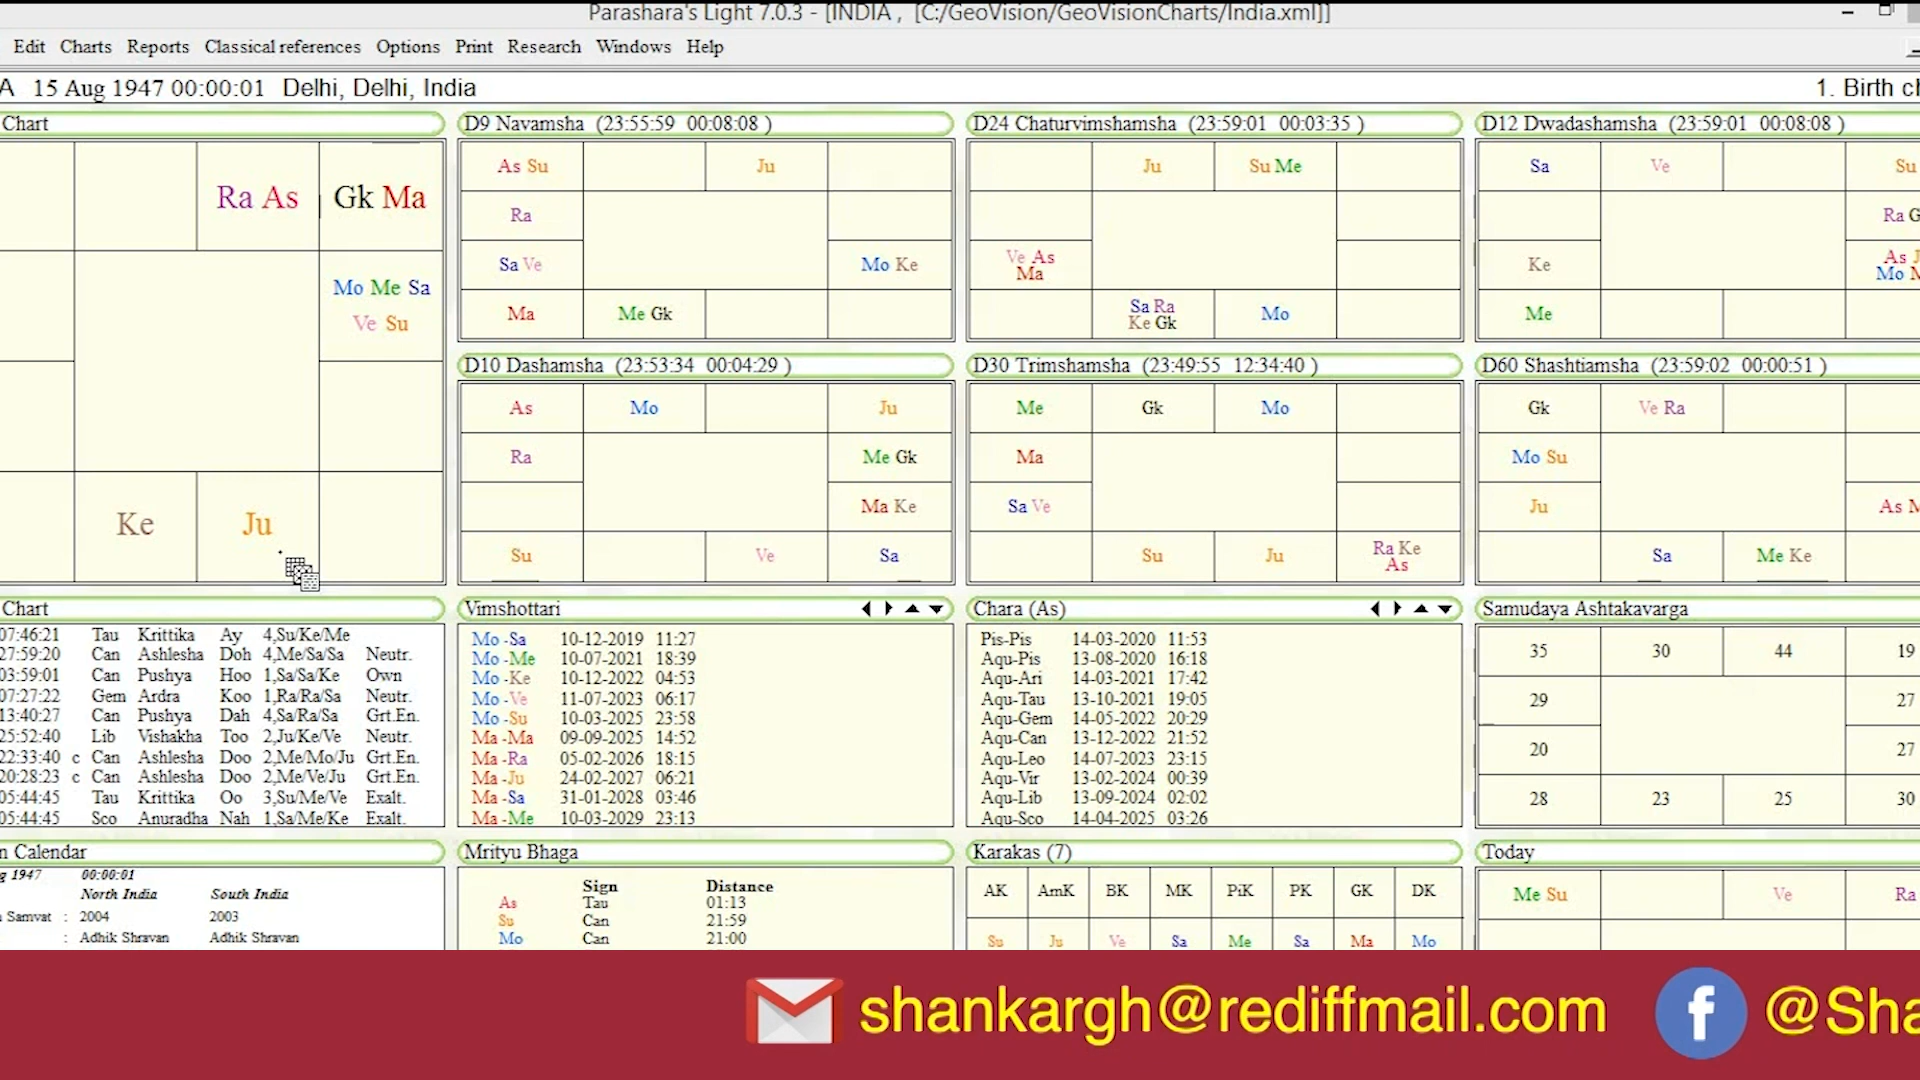 Parashara's Light 7.0.3 - [INDIA , [C:/GeoVision/GeoVisionCharts/India.xml]]
Edit Charts Reports Classical references Options Print Research Windows Help
A 15 Aug 1947 00:00:01 Delhi, Delhi, India
1. Birth ch
Chart
Ra As
Gk Ma
Mo Me Sa
Ve Su
Ke
Ju
D9 Navamsha (23:55:59 00:08:08 )
As Su
Ju
Ra
Sa Ve
Mo Ke
Ma
Me Gk
D24 Chaturvimshamsha (23:59:01 00:03:35 )
Ju
Su Me
Ve As
Ma
Sa Ra
Ke Gk
Mo
D12 Dwadashamsha (23:59:01 00:08:08 )
Sa
Ve
Su
Ra G
Ke
As J
Mo M
Me
D10 Dashamsha (23:53:34 00:04:29 )
As
Mo
Ju
Ra
Me Gk
Ma Ke
Su
Ve
Sa
D30 Trimshamsha (23:49:55 12:34:40 )
Me
Gk
Mo
Ma
Sa Ve
Su
Ju
Ra Ke
As
D60 Shashtiamsha (23:59:02 00:00:51 )
Gk
Ve Ra
Mo Su
Ju
As M
Sa
Me Ke
Chart
07:46:21 Tau Krittika Ay 4,Su/Ke/Me
27:59:20 Can Ashlesha Doh 4,Me/Sa/Sa Neutr.
03:59:01 Can Pushya Hoo 1,Sa/Sa/Ke Own
07:27:22 Gem Ardra Koo 1,Ra/Ra/Sa Neutr.
13:40:27 Can Pushya Dah 4,Sa/Ra/Sa Grt.En.
25:52:40 Lib Vishakha Too 2,Ju/Ke/Ve Neutr.
22:33:40 c Can Ashlesha Doo 2,Me/Mo/Ju Grt.En.
20:28:23 c Can Ashlesha Doo 2,Me/Ve/Ju Grt.En.
05:44:45 Tau Krittika Oo 3,Su/Me/Ve Exalt.
05:44:45 Sco Anuradha Nah 1,Sa/Me/Ke Exalt.
Vimshottari
Mo -Sa 10-12-2019 11:27
Mo -Me 10-07-2021 18:39
Mo -Ke 10-12-2022 04:53
Mo -Ve 11-07-2023 06:17
Mo -Su 10-03-2025 23:58
Ma -Ma 09-09-2025 14:52
Ma -Ra 05-02-2026 18:15
Ma -Ju 24-02-2027 06:21
Ma -Sa 31-01-2028 03:46
Ma -Me 10-03-2029 23:13
Chara (As)
Pis-Pis 14-03-2020 11:53
Aqu-Pis 13-08-2020 16:18
Aqu-Ari 14-03-2021 17:42
Aqu-Tau 13-10-2021 19:05
Aqu-Gem 14-05-2022 20:29
Aqu-Can 13-12-2022 21:52
Aqu-Leo 14-07-2023 23:15
Aqu-Vir 13-02-2024 00:39
Aqu-Lib 13-09-2024 02:02
Aqu-Sco 14-04-2025 03:26
Samudaya Ashtakavarga
35 30 44 19
29 27
20 27
28 23 25 30
n Calendar
g 1947 00:00:01
North India South India
Samvat : 2004 2003
: Adhik Shravan Adhik Shravan
Mrityu Bhaga
Sign Distance
As Tau 01:13
Su Can 21:59
Mo Can 21:00
Karakas (7)
AK AmK BK MK PiK PK GK DK
Su Ju Ve Sa Me Sa Ma Mo
Today
Me Su
Ve
Ra
shankargh@rediffmail.com
@Sha